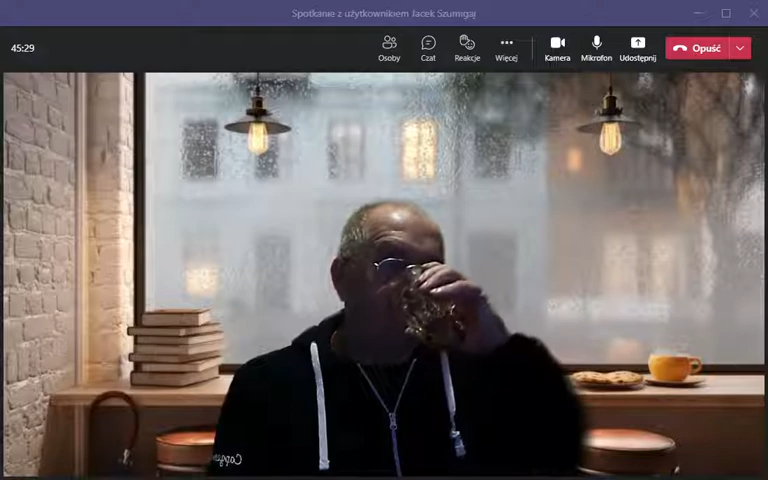 Spotkanie z użytkownikiem Jacek Szumigaj
45:29
Osoby
Czat
Reakcje
Więcej
Kamera
Mikrofon
Udostępnij
Opuść